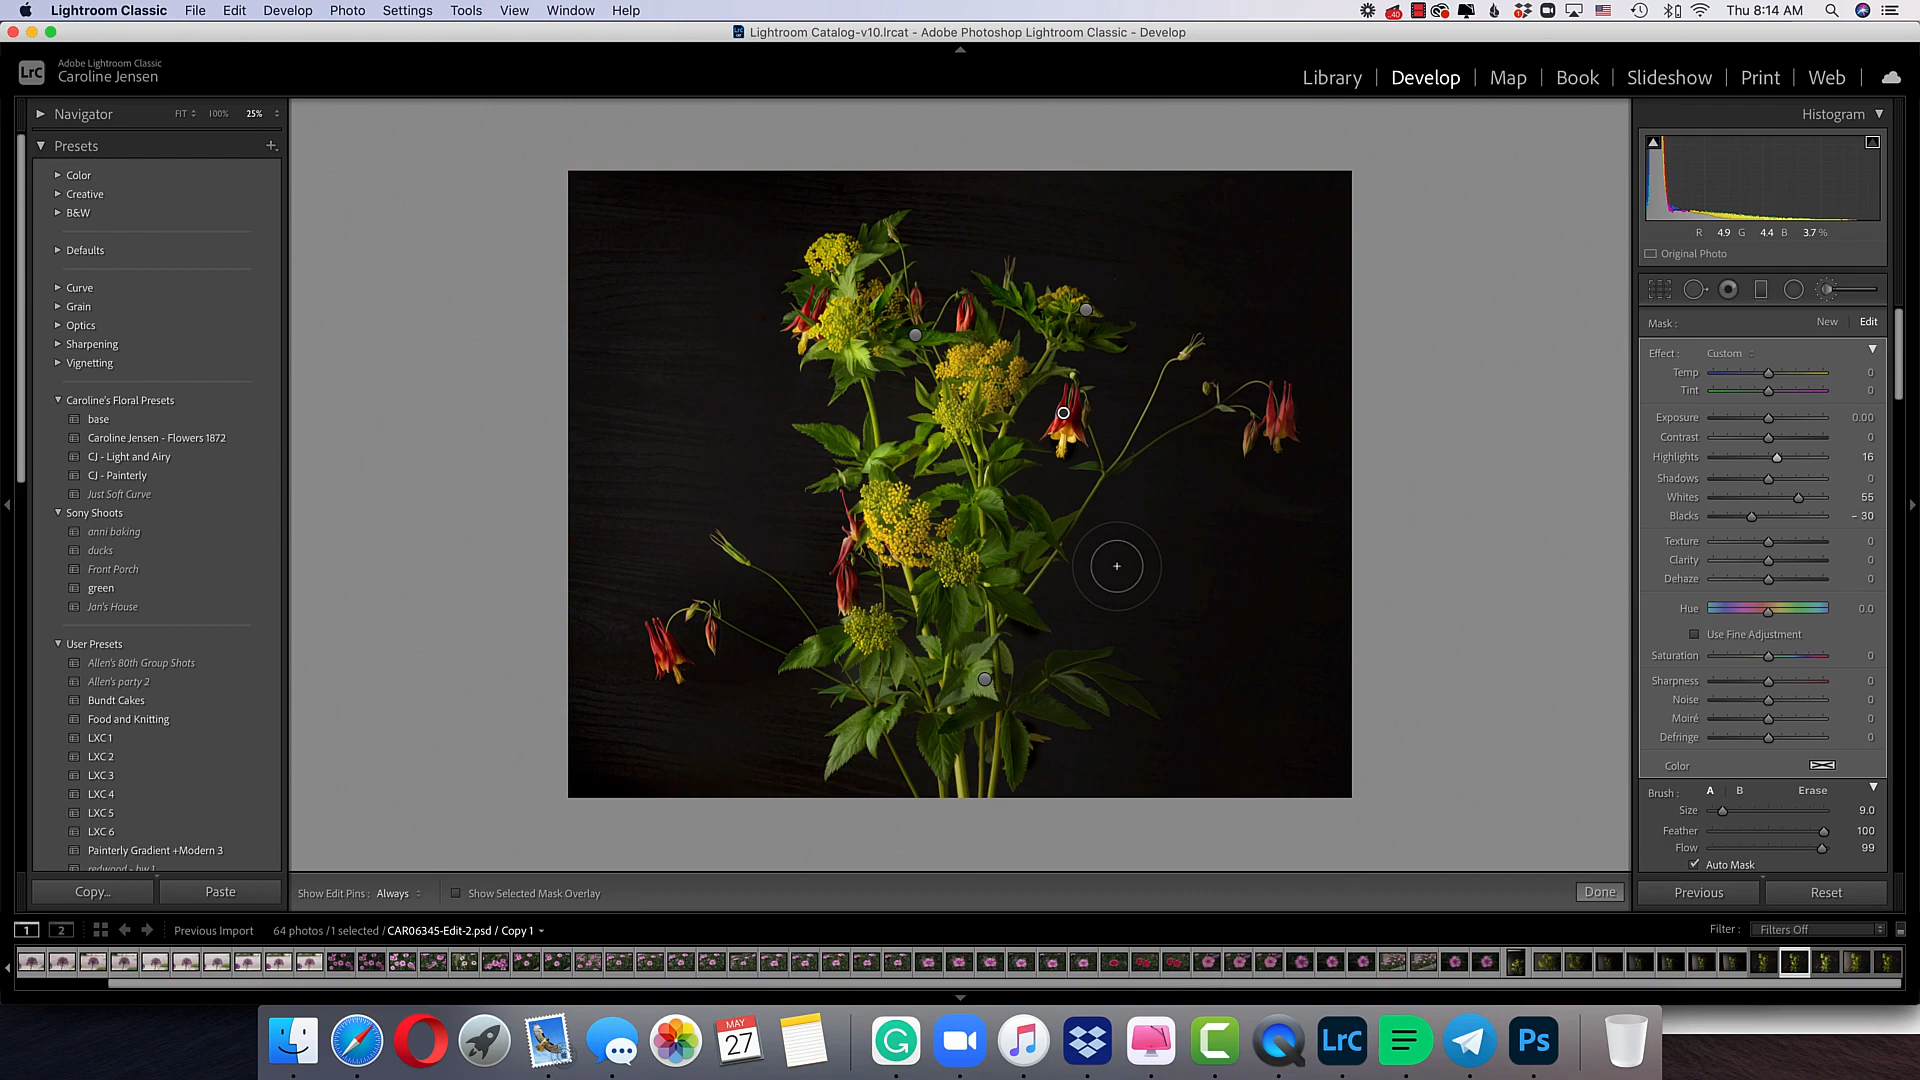 Lightroom Classic File Edit Develop Photo Settings Tools View Window Help
Thu 8:14 AM
Lightroom Catalog-v10.lrcat - Adobe Photoshop Lightroom Classic - Develop
LrC
Adobe Lightroom Classic
Caroline Jensen
Library | Develop | Map | Book | Slideshow | Print | Web
Navigator FIT 100% 25%
Presets
Color
Creative
B&W
Defaults
Curve
Grain
Optics
Sharpening
Vignetting
Caroline's Floral Presets
base
Caroline Jensen - Flowers 1872
CJ - Light and Airy
CJ - Painterly
Just Soft Curve
Sony Shoots
anni baking
ducks
Front Porch
green
Jan's House
User Presets
Allen's 80th Group Shots
Allen's party 2
Bundt Cakes
Food and Knitting
LXC 1
LXC 2
LXC 3
LXC 4
LXC 5
LXC 6
Painterly Gradient +Modern 3
redwood - bw 1
Copy... Paste
Show Edit Pins : Always Show Selected Mask Overlay Done
Histogram
R 4.9 G 4.4 B 3.7 %
Original Photo
Mask : New Edit
Effect : Custom
Temp 0
Tint 0
Exposure 0.00
Contrast 0
Highlights 16
Shadows 0
Whites 55
Blacks – 30
Texture 0
Clarity 0
Dehaze 0
Hue 0.0
Use Fine Adjustment
Saturation 0
Sharpness 0
Noise 0
Moiré 0
Defringe 0
Color
Brush : A B Erase
Size 9.0
Feather 100
Flow 99
Auto Mask
Previous Reset
1 2 Previous Import 64 photos / 1 selected / CAR06345-Edit-2.psd / Copy 1 Filter : Filters Off
MAY
27
LrC
Ps